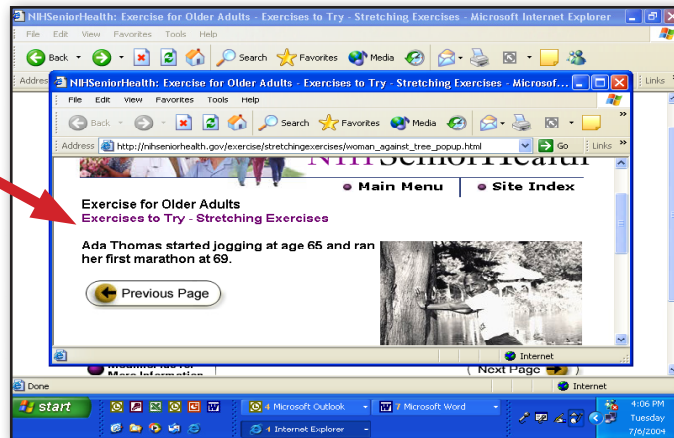 NIHSeniorHealth: Exercise for Older Adults - Exercises to Try - Stretching Exercises - Microsoft Internet Explorer
File Edit View Favorites Tools Help
Back Search Favorites Media
Address Links
NIHSeniorHealth: Exercise for Older Adults - Exercises to Try - Stretching Exercises - Microsof...
File Edit View Favorites Tools Help
Back Search Favorites Media
Address http://nihseniorhealth.gov/exercise/stretchingexercises/woman_against_tree_popup.html Go Links
NIHSeniorHealth
Main Menu Site Index
Exercise for Older Adults
Exercises to Try - Stretching Exercises
Ada Thomas started jogging at age 65 and ran
her first marathon at 69.
Previous Page
Internet
More Information
Next Page
Done Internet
start 4 Microsoft Outlook 7 Microsoft Word 4:06 PM
Tuesday
4 Internet Explorer 7/6/2004